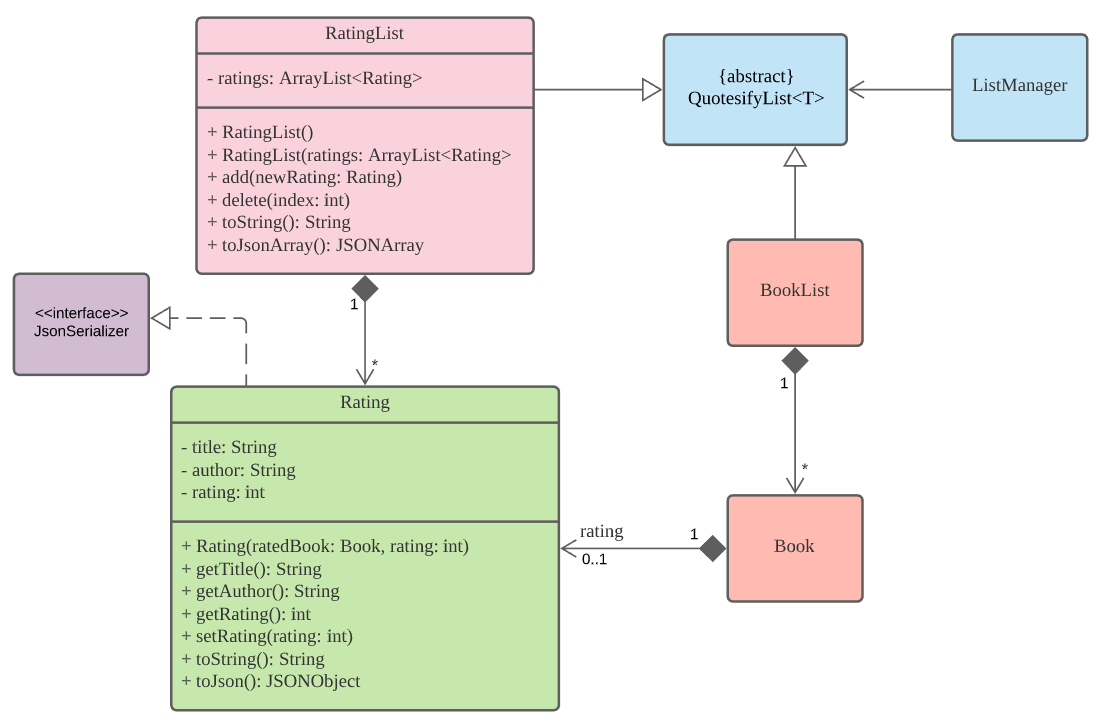 RatingList
- ratings: ArrayList<Rating>
+ RatingList()
+ RatingList(ratings: ArrayList<Rating>
+ add(newRating: Rating)
+ delete(index: int)
+ toString(): String
+ toJsonArray(): JSONArray
{abstract}
QuotesifyList<T>
ListManager
<<interface>>
JsonSerializer
1
*
BookList
1
*
Rating
- title: String
- author: String
- rating: int
+ Rating(ratedBook: Book, rating: int)
+ getTitle(): String
+ getAuthor(): String
+ getRating(): int
+ setRating(rating: int)
+ toString(): String
+ toJson(): JSONObject
rating
0..1
1
Book